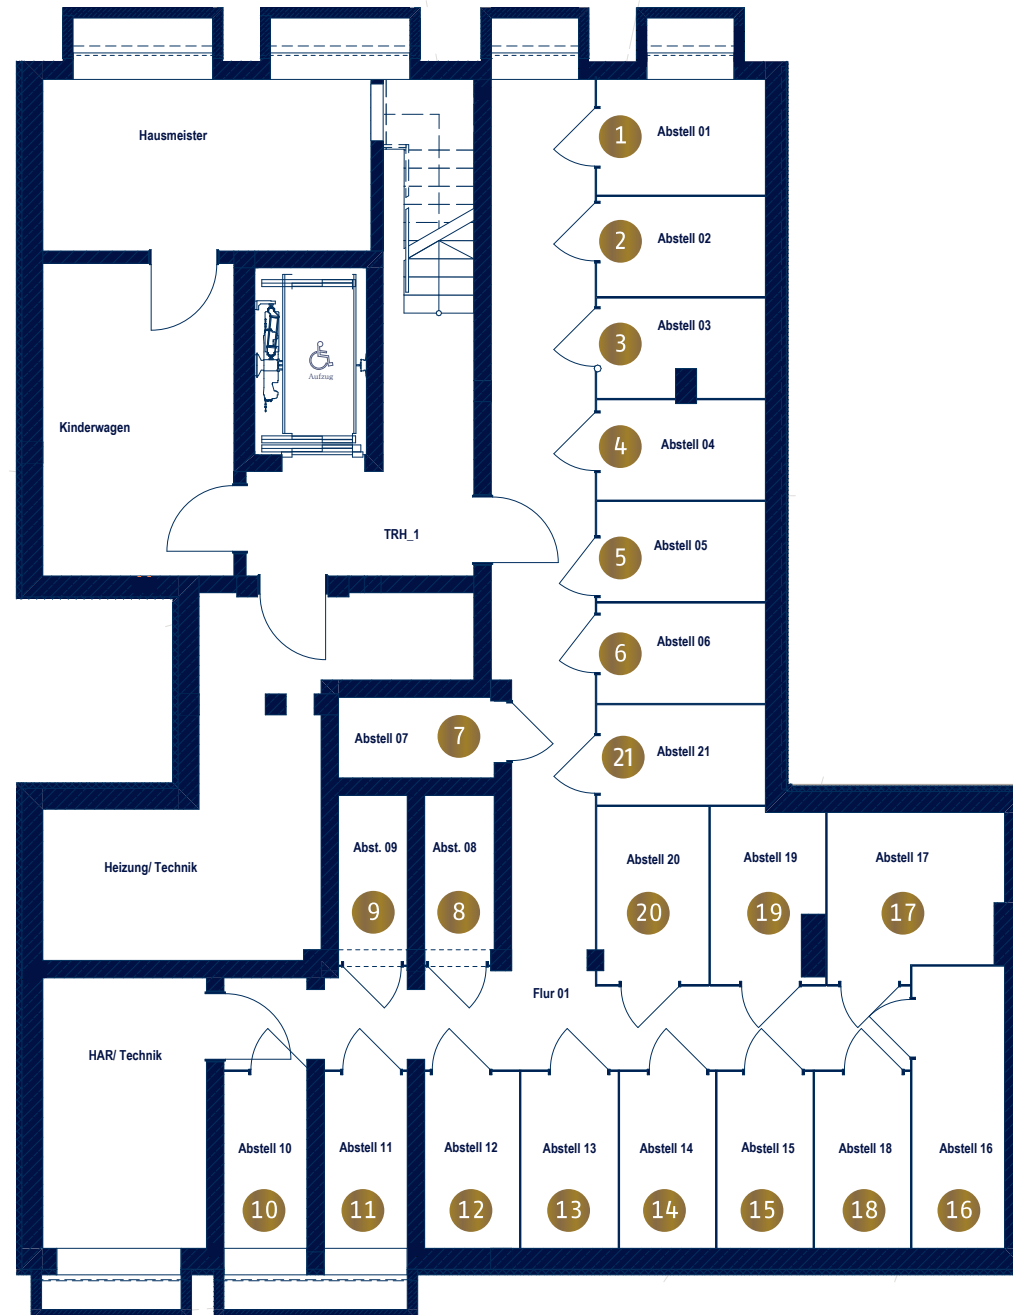 Hausmeister
1
Abstell 01
2
Abstell 02
3
Abstell 03
Aufzug
Kinderwagen
4
Abstell 04
TRH_1
5
Abstell 05
6
Abstell 06
Abstell 07
7
21
Abstell 21
Heizung/ Technik
Abst. 09
Abst. 08
Abstell 20
Abstell 19
Abstell 17
9
8
20
19
17
Flur 01
HAR/ Technik
Abstell 10
Abstell 11
Abstell 12
Abstell 13
Abstell 14
Abstell 15
Abstell 18
Abstell 16
10
11
12
13
14
15
18
16